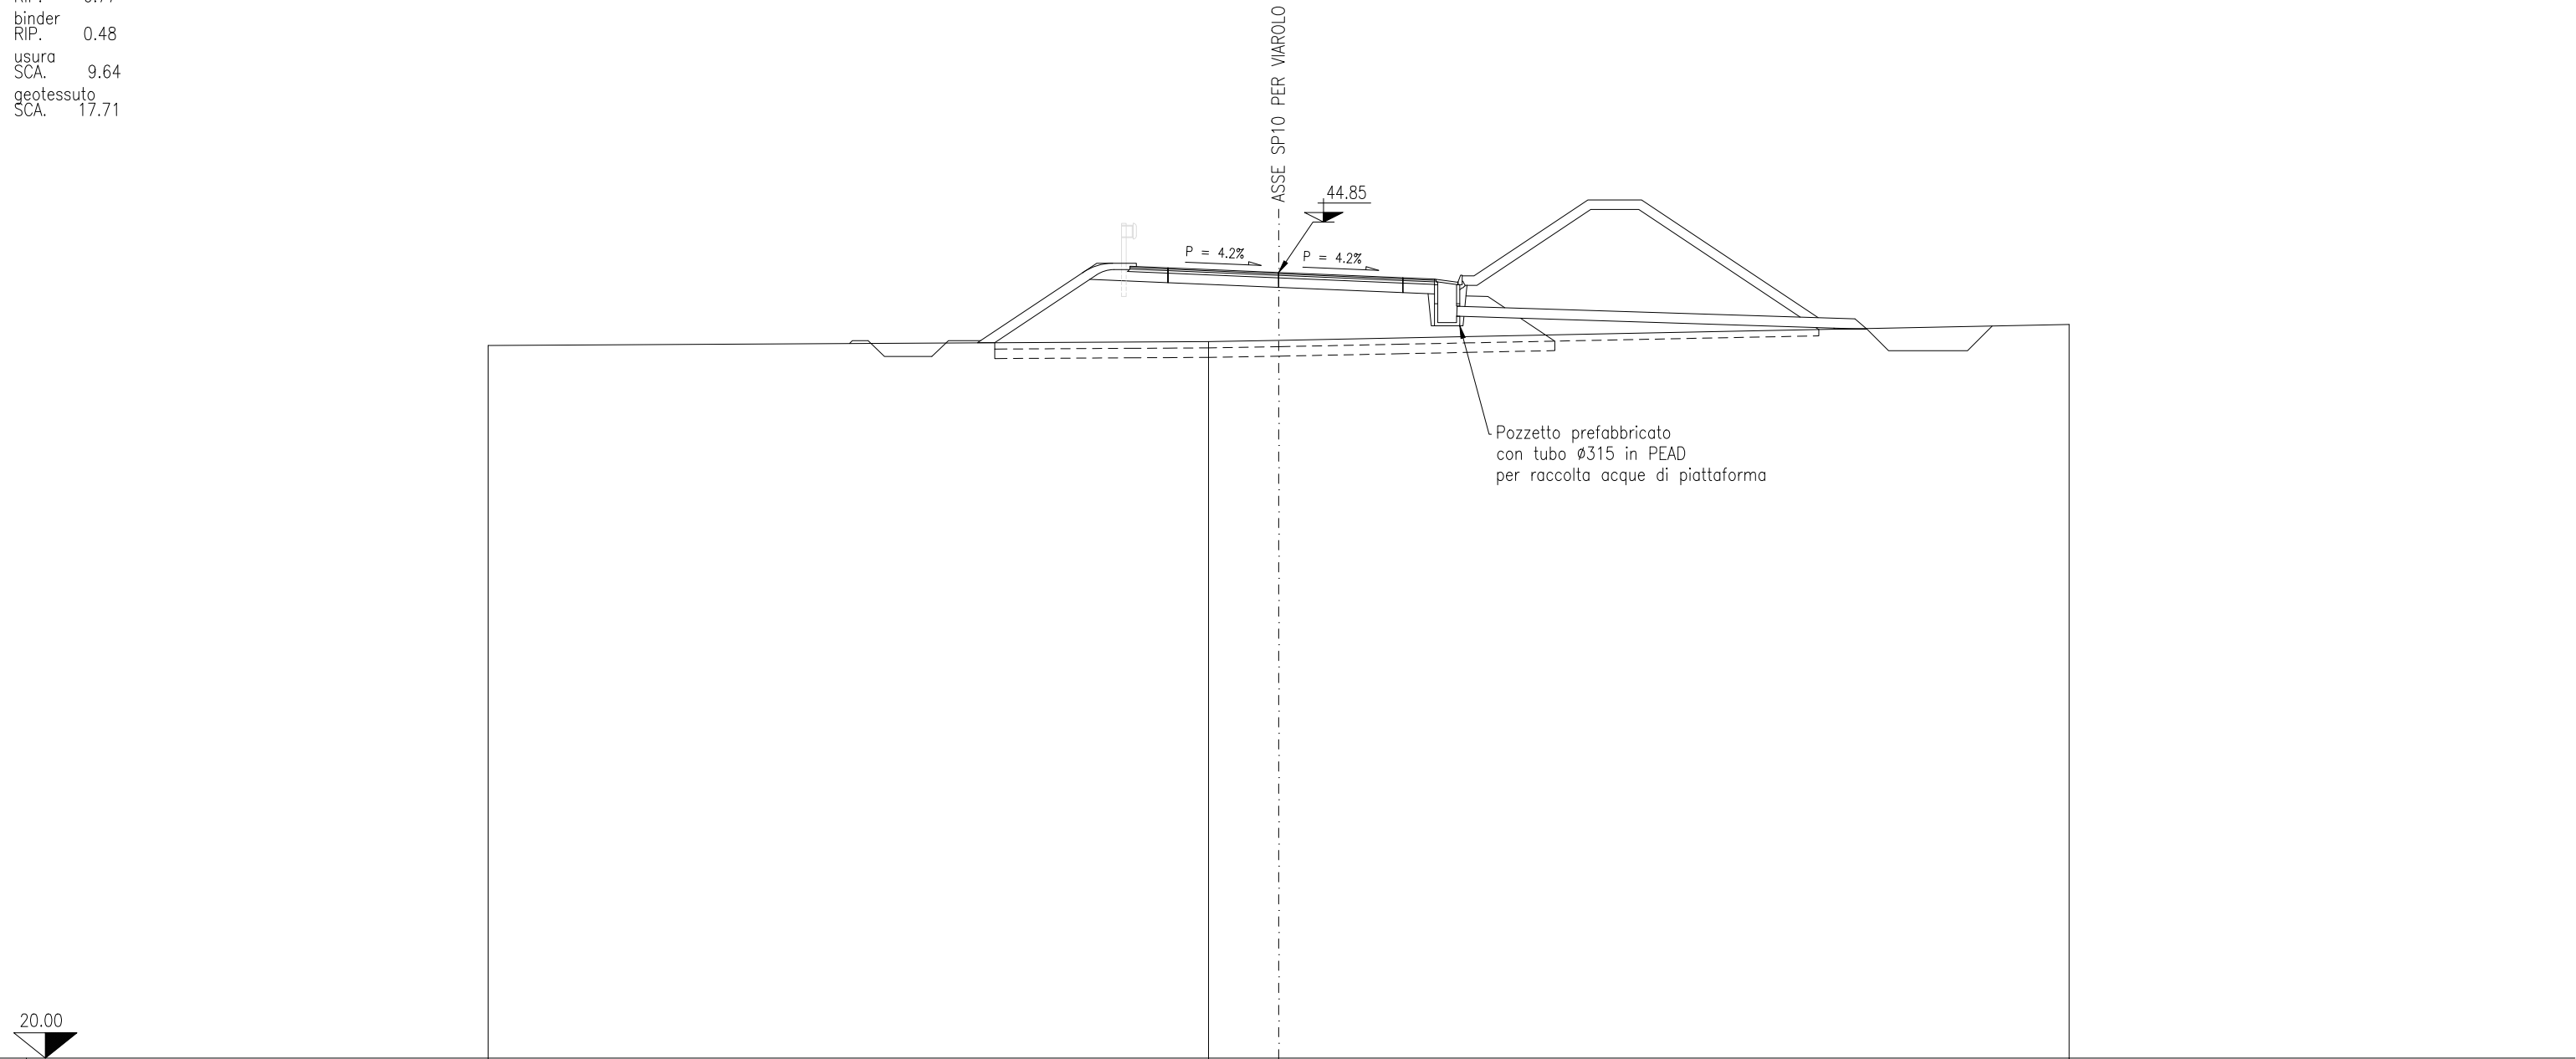 binder
RIP. 0.48
usura
SCA. 9.64
geotessuto
SCA. 17.71
ASSE SP10 PER VIAROLO
44.85
P = 4.2%
P = 4.2%
Pozzetto prefabbricato
con tubo ø315 in PEAD
per raccolta acque di piattaforma
20.00